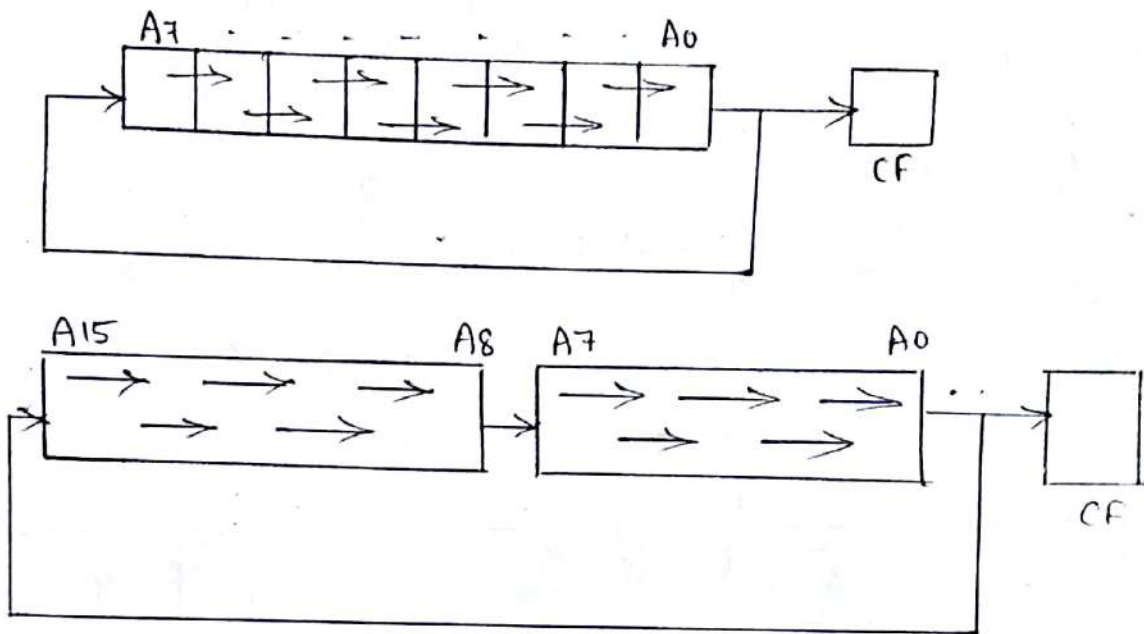 A7 . . - - . . . A0
CF
A15 A8 A7 A0
CF